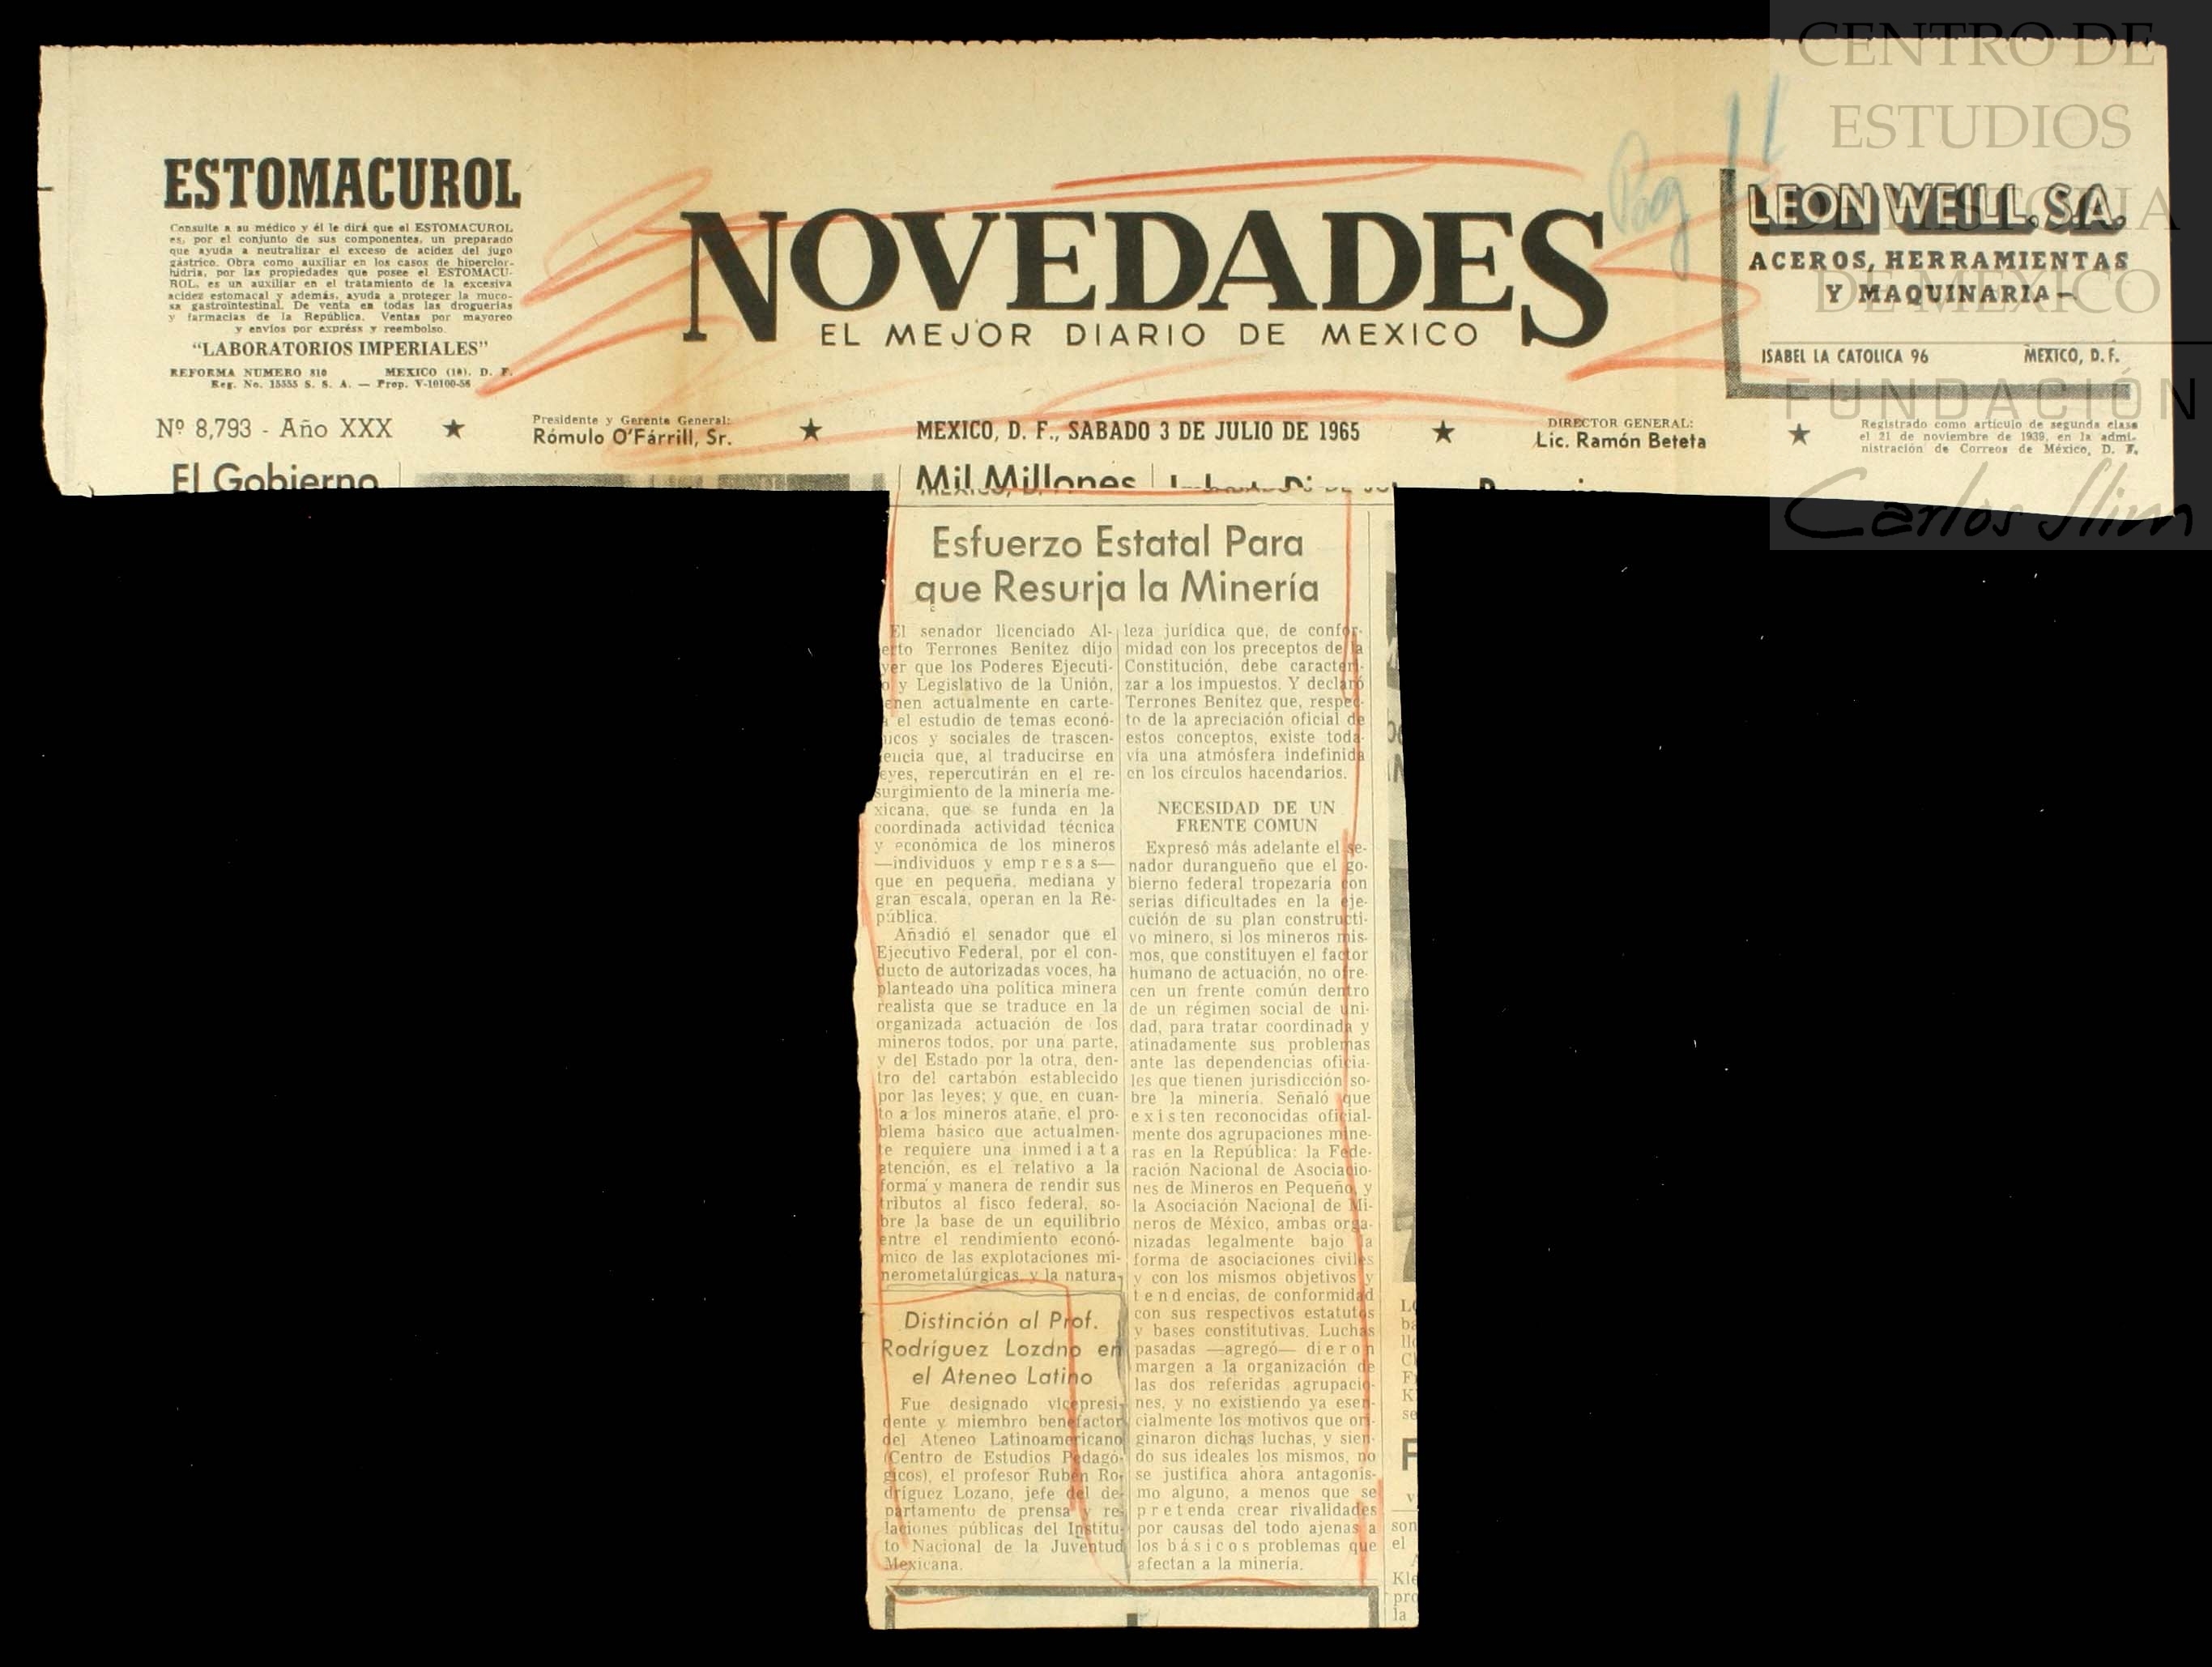 ESTOMACUROL
Consulte a su médico y él le dirá que el ESTOMACUROL
es, por el conjunto de sus componentes, un preparado
que ayuda a neutralizar el exceso de acidez del jugo
gástrico. Obra como auxiliar en los casos de hiperclor-
hidria, por las propiedades que posee el ESTOMACU-
ROL, es un auxiliar en el tratamiento de la excesiva
acidez estomacal y además, ayuda a proteger la muco-
sa gastrointestinal. De venta en todas las droguerías
y farmacias de la República. Ventas por mayoreo
y envíos por expréss y reembolso.
"LABORATORIOS IMPERIALES"
REFORMA NUMERO 810 MEXICO (10). D. F.
Reg. No. 15555 S. S. A. — Prop. V-10100-56
NOVEDADES
EL MEJOR DIARIO DE MEXICO
Pag 11
LEON WEILL, S.A.
ACEROS, HERRAMIENTAS
Y MAQUINARIA —
ISABEL LA CATOLICA 96 MEXICO, D. F.
CENTRO DE
ESTUDIOS
DE HISTORIA
DE MÉXICO
FUNDACIÓN
Carlos Slim
Nº 8,793 - Año XXX ★ Presidente y Gerente General:
Rómulo O'Fárrill, Sr. ★ MEXICO, D. F., SABADO 3 DE JULIO DE 1965 ★ DIRECTOR GENERAL:
Lic. Ramón Beteta ★ Registrado como artículo de segunda clase
el 21 de noviembre de 1939, en la admi-
nistración de Correos de México, D. F.
El Gobierno
Mil Millones
Esfuerzo Estatal Para
que Resurja la Minería
El senador licenciado Al-
erto Terrones Benítez dijo
yer que los Poderes Ejecuti-
o y Legislativo de la Unión,
enen actualmente en carte-
a el estudio de temas econó-
icos y sociales de trascen-
encia que, al traducirse en
eyes, repercutirán en el re-
surgimiento de la minería me-
xicana, que se funda en la
coordinada actividad técnica
y económica de los mineros
—individuos y empresas—
que en pequeña, mediana y
gran escala, operan en la Re-
pública.
Añadió el senador que el
Ejecutivo Federal, por el con-
ducto de autorizadas voces, ha
planteado una política minera
realista que se traduce en la
organizada actuación de los
mineros todos, por una parte,
y del Estado por la otra, den-
tro del cartabón establecido
por las leyes; y que, en cuan-
to a los mineros atañe, el pro-
blema básico que actualmen-
te requiere una inmediata
atención, es el relativo a la
forma y manera de rendir sus
tributos al fisco federal, so-
bre la base de un equilibrio
entre el rendimiento econó-
mico de las explotaciones mi-
nerometalúrgicas, y la natura-
leza jurídica que, de confor-
midad con los preceptos de la
Constitución, debe caracteri-
zar a los impuestos. Y declaró
Terrones Benítez que, respec-
to de la apreciación oficial de
estos conceptos, existe toda-
vía una atmósfera indefinida
en los círculos hacendarios.
NECESIDAD DE UN
FRENTE COMUN
Expresó más adelante el se-
nador durangueño que el go-
bierno federal tropezaría con
serias dificultades en la eje-
cución de su plan constructi-
vo minero, si los mineros mis-
mos, que constituyen el factor
humano de actuación, no ofre-
cen un frente común dentro
de un régimen social de uni-
dad, para tratar coordinada y
atinadamente sus problemas
ante las dependencias oficia-
les que tienen jurisdicción so-
bre la minería. Señaló que
existen reconocidas oficial-
mente dos agrupaciones mine-
ras en la República: la Fede-
ración Nacional de Asociacio-
nes de Mineros en Pequeño, y
la Asociación Nacional de Mi-
neros de México, ambas orga-
nizadas legalmente bajo la
forma de asociaciones civiles
y con los mismos objetivos y
tendencias, de conformidad
con sus respectivos estatutos
y bases constitutivas. Luchas
pasadas —agregó— dieron
margen a la organización de
las dos referidas agrupacio-
nes, y no existiendo ya esen-
cialmente los motivos que ori-
ginaron dichas luchas, y sien-
do sus ideales los mismos, no
se justifica ahora antagonis-
mo alguno, a menos que se
pretenda crear rivalidades
por causas del todo ajenas a
los básicos problemas que
afectan a la minería.
Distinción al Prof.
Rodríguez Lozano en
el Ateneo Latino
Fue designado vicepresi-
dente y miembro benefactor
del Ateneo Latinoamericano
(Centro de Estudios Pedagó-
gicos), el profesor Rubén Ro-
dríguez Lozano, jefe del de-
partamento de prensa y re-
laciones públicas del Institu-
to Nacional de la Juventud
Mexicana.
son
el
Kle
pro
la